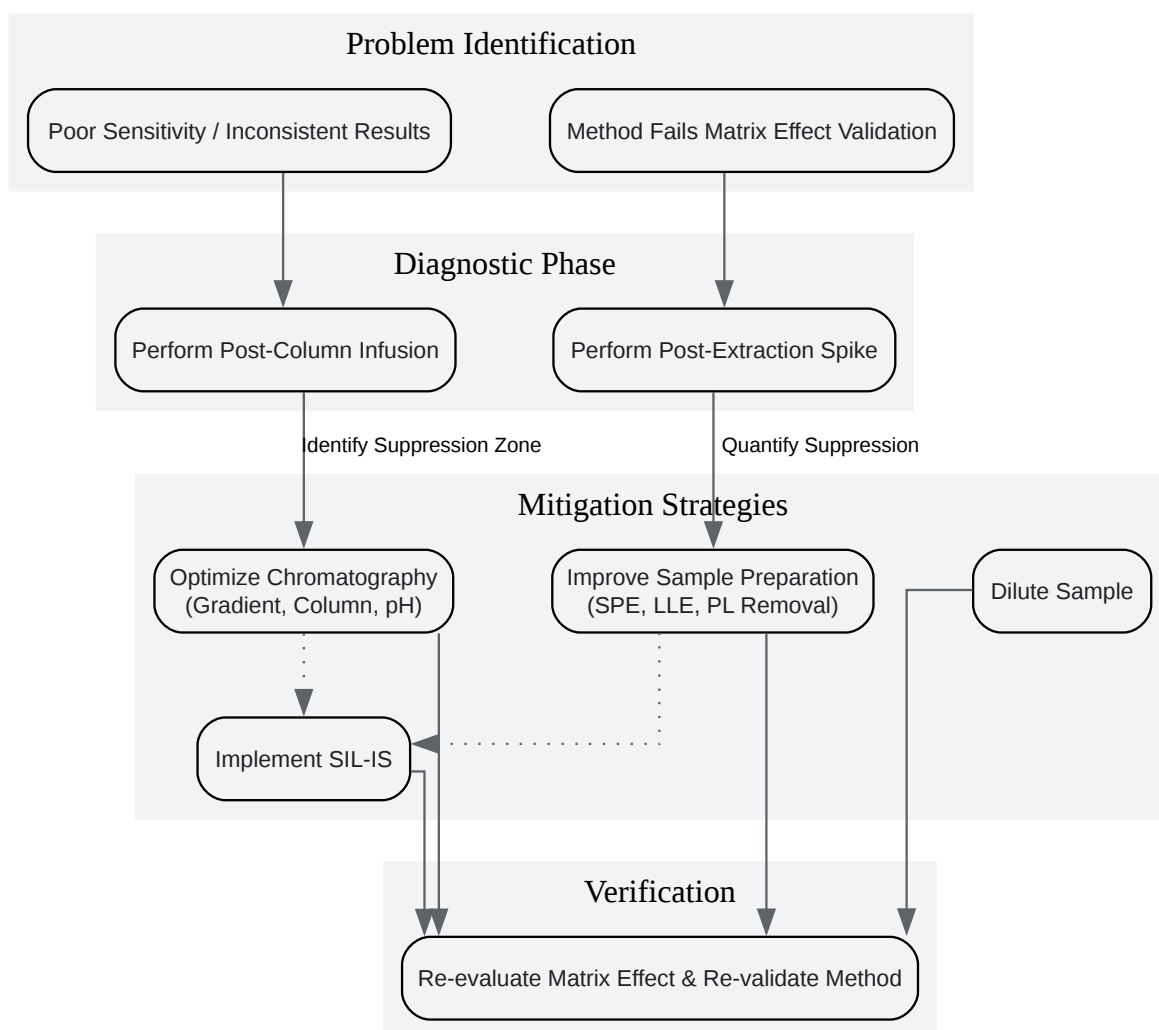 Problem Identification
Poor Sensitivity / Inconsistent Results
Method Fails Matrix Effect Validation
Diagnostic Phase
Perform Post-Column Infusion
Perform Post-Extraction Spike
Identify Suppression Zone
Quantify Suppression
Mitigation Strategies
Optimize Chromatography
(Gradient, Column, pH)
Improve Sample Preparation
(SPE, LLE, PL Removal)
Dilute Sample
Implement SIL-IS
Verification
Re-evaluate Matrix Effect & Re-validate Method